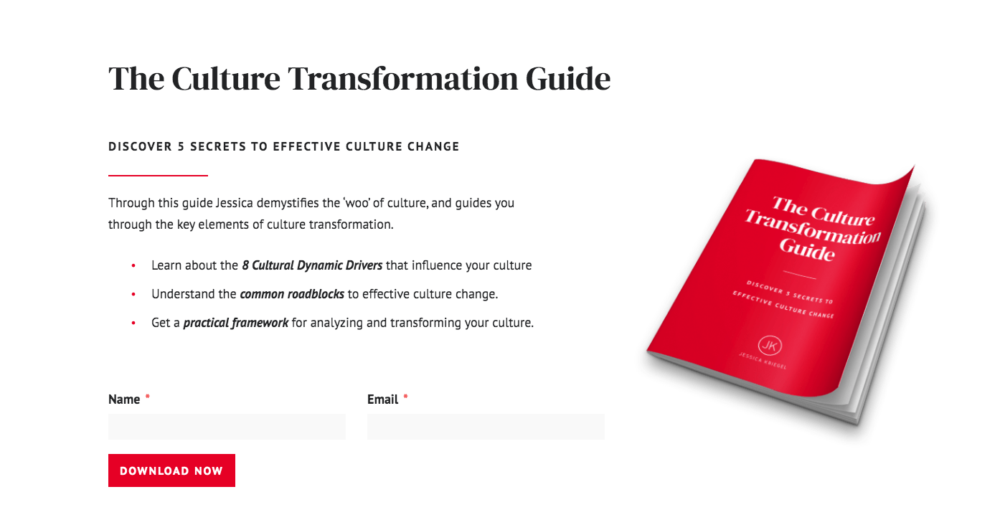 The Culture Transformation Guide
DISCOVER 5 SECRETS TO EFFECTIVE CULTURE CHANGE
Through this guide Jessica demystifies the ‘woo’ of culture, and guides you
through the key elements of culture transformation.
• Learn about the 8 Cultural Dynamic Drivers that influence your culture
• Understand the common roadblocks to effective culture change.
• Get a practical framework for analyzing and transforming your culture.
Name *
Email *
DOWNLOAD NOW
The Culture
Transformation
Guide
DISCOVER 5 SECRETS TO
EFFECTIVE CULTURE CHANGE
JK
JESSICA KRIEGEL